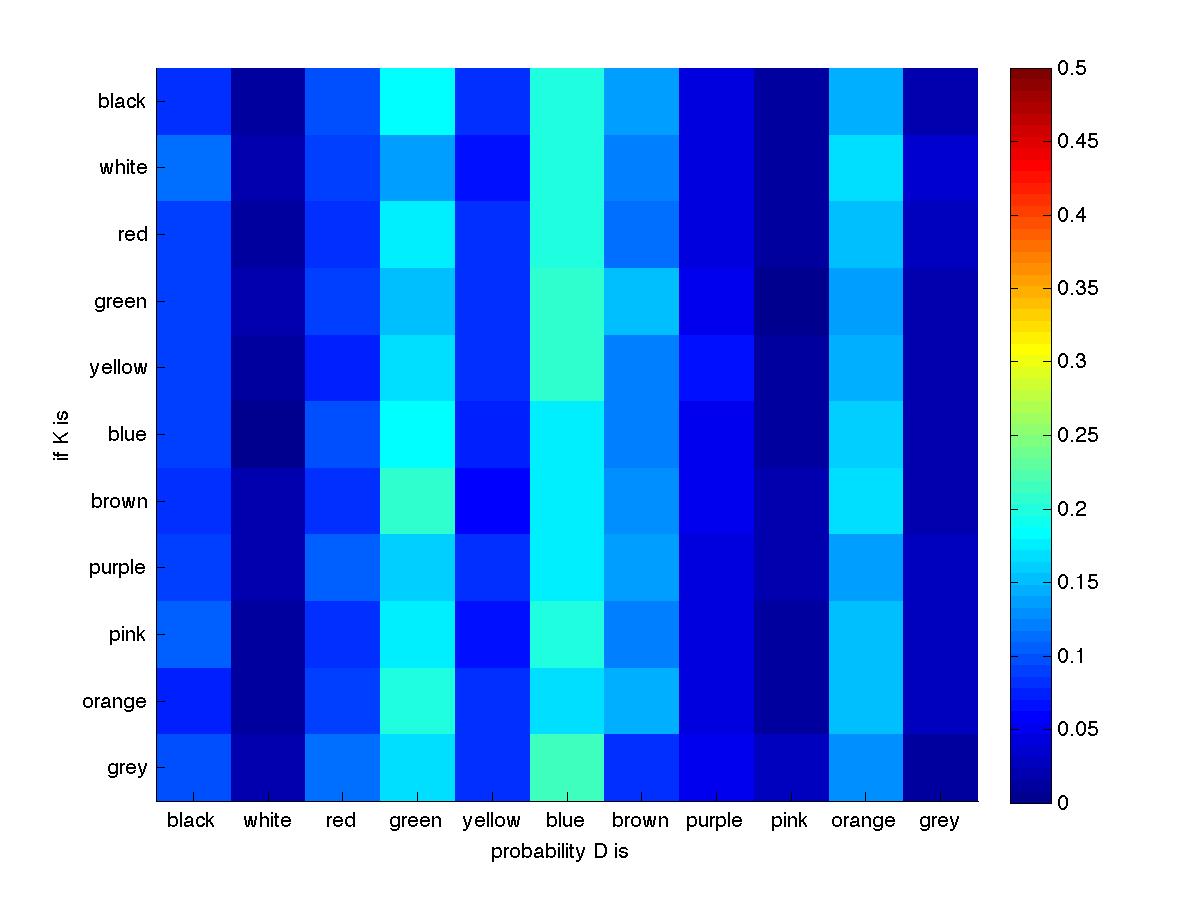 black
white
red
green
yellow
blue
brown
purple
pink
orange
grey
if K is
black white red green yellow blue brown purple pink orange grey
probability D is
0.5
0.45
0.4
0.35
0.3
0.25
0.2
0.15
0.1
0.05
0